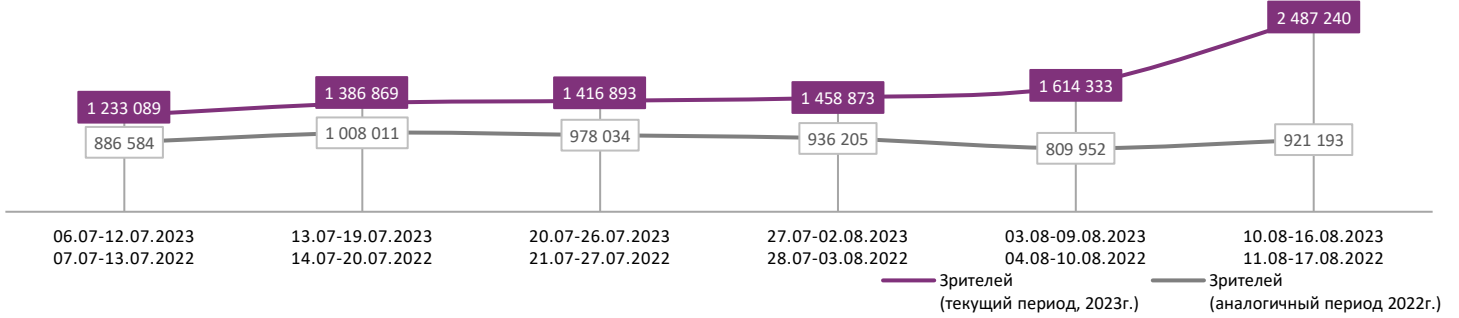 2 487 240
1 233 089 1 386 869 1 416 893 1 458 873 1 614 333
886 584 1 008 011 978 034 936 205 809 952 921 193
06.07-12.07.2023 13.07-19.07.2023 20.07-26.07.2023 27.07-02.08.2023 03.08-09.08.2023 10.08-16.08.2023
07.07-13.07.2022 14.07-20.07.2022 21.07-27.07.2022 28.07-03.08.2022 04.08-10.08.2022 11.08-17.08.2022
Зрителей Зрителей
(текущий период, 2023г.) (аналогичный период 2022г.)